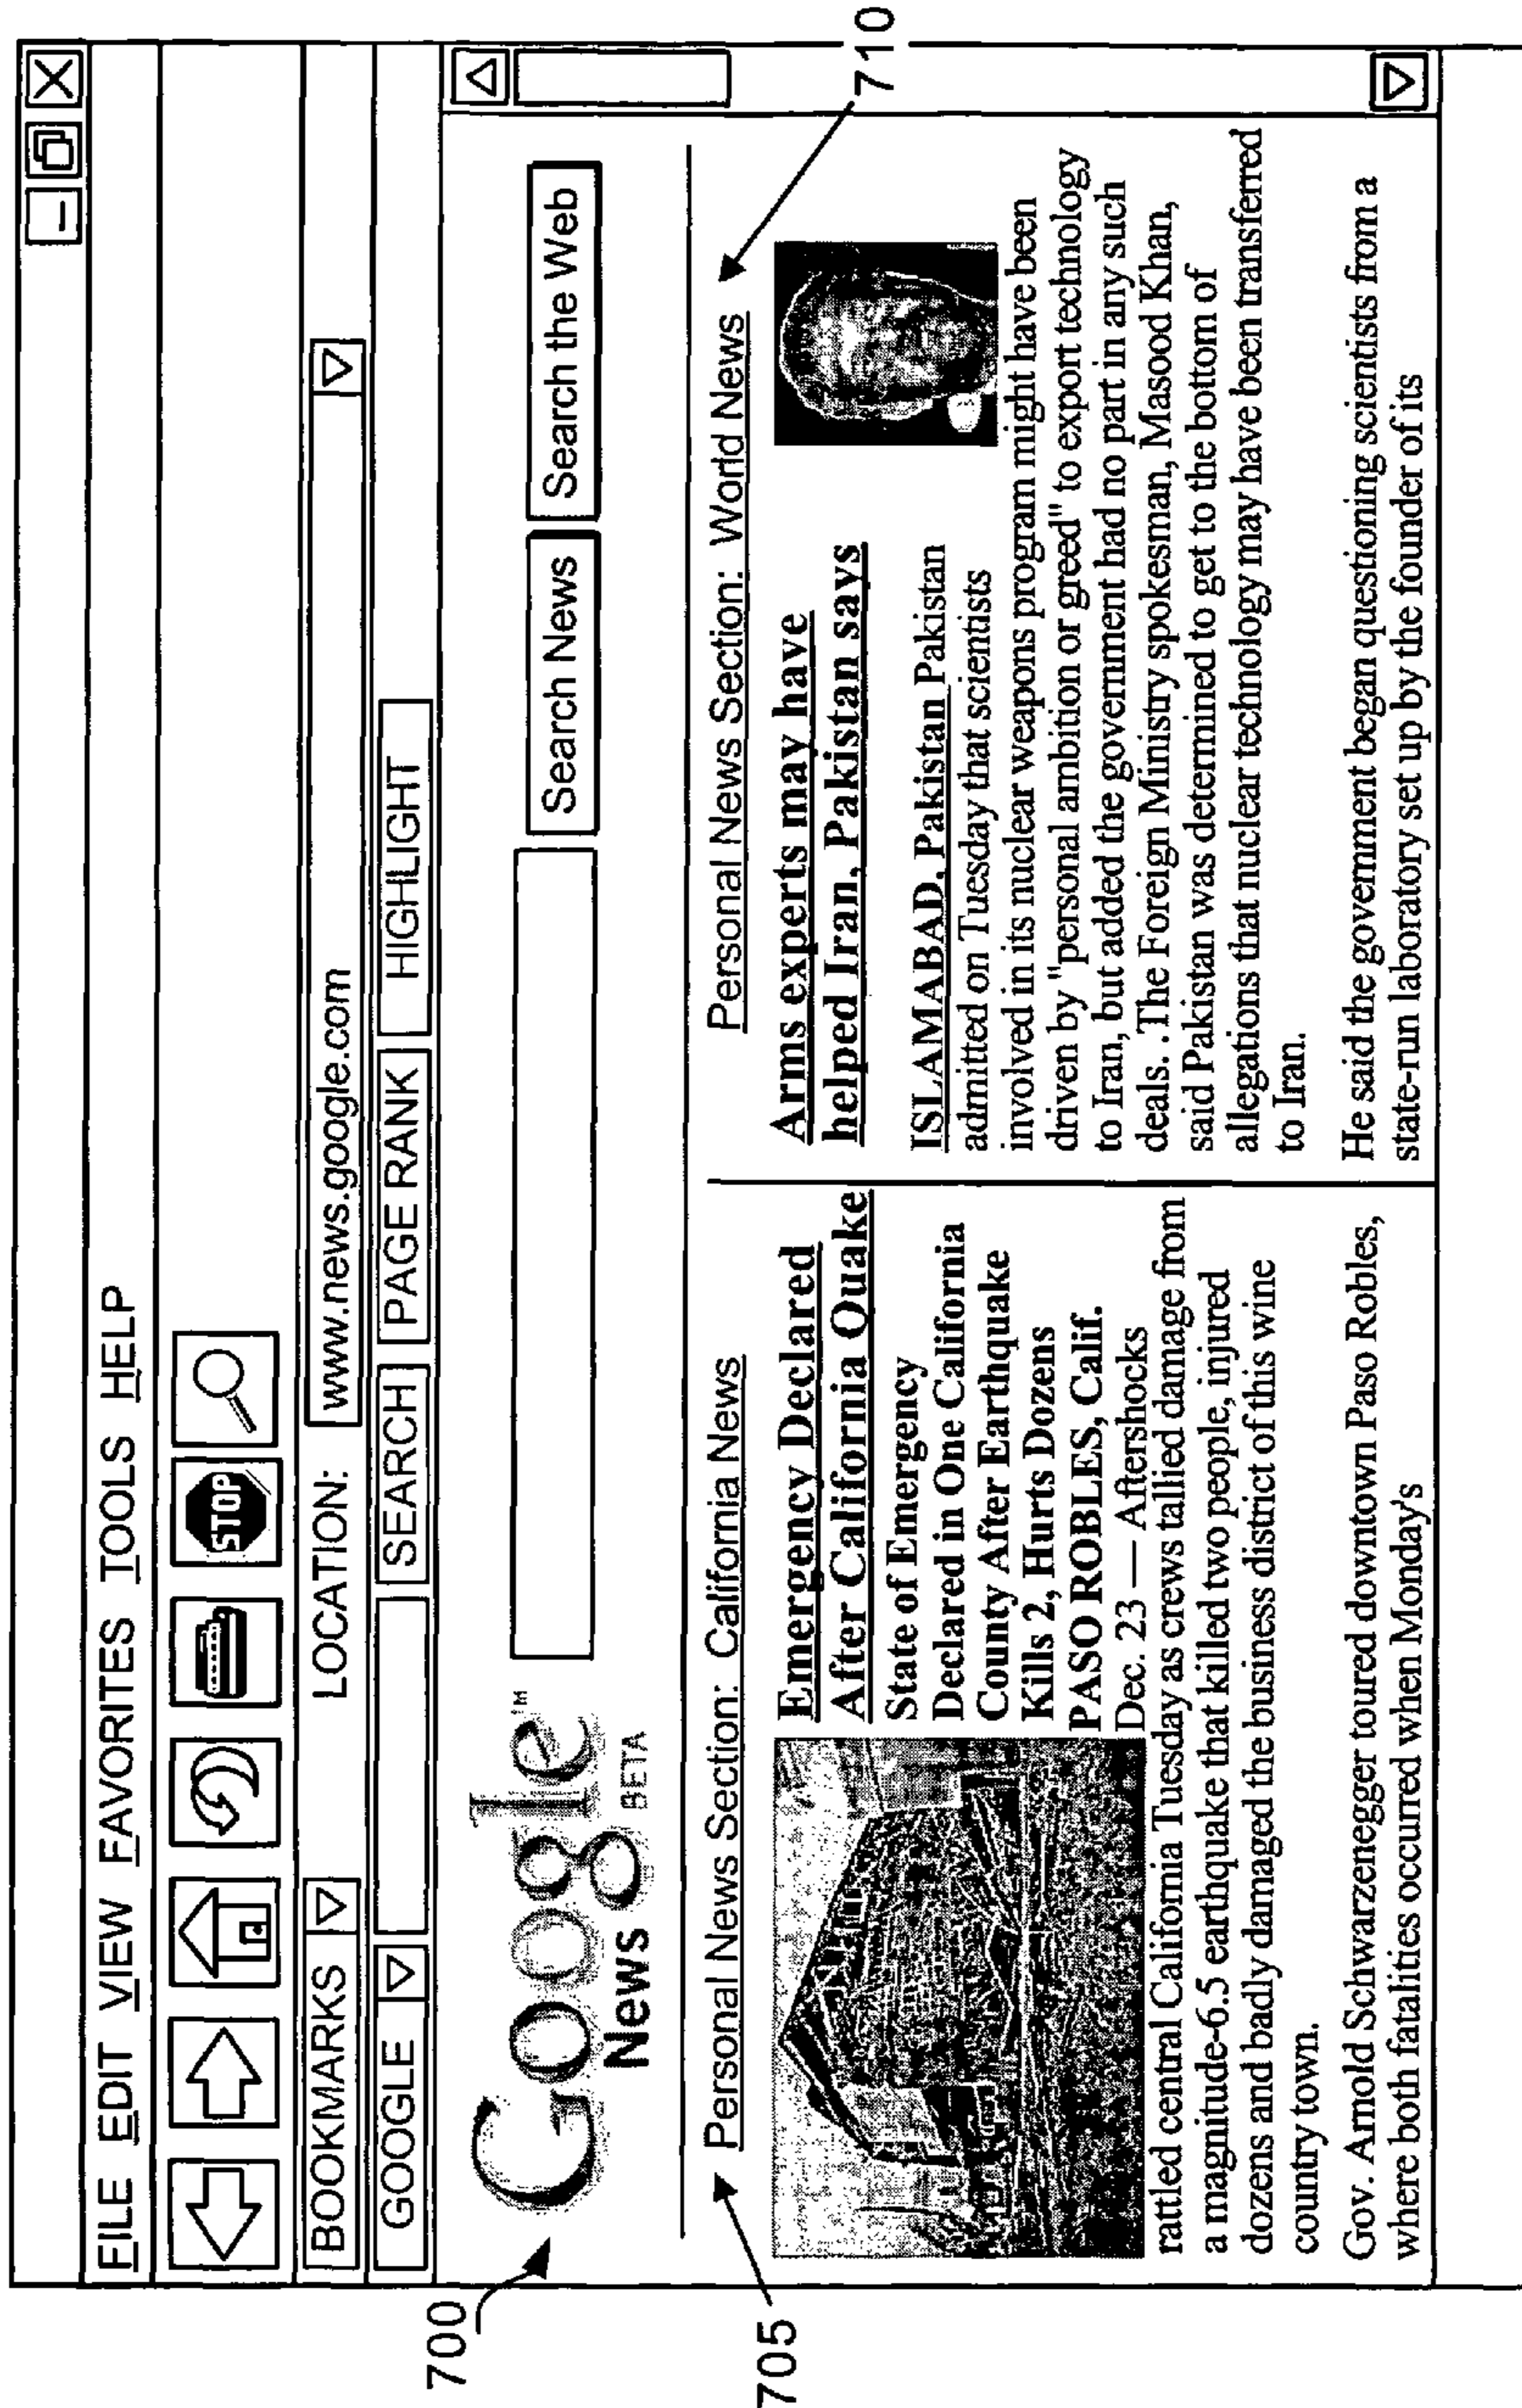 FILE EDIT VIEW FAVORITES TOOLS HELP
STOP
BOOKMARKS LOCATION: www.news.google.com
GOOGLE SEARCH PAGE RANK HIGHLIGHT
700
Google™
News BETA
Search News Search the Web
705
Personal News Section: California News
Emergency Declared
After California Quake
State of Emergency
Declared in One California
County After Earthquake
Kills 2, Hurts Dozens
PASO ROBLES, Calif.
Dec. 23 — Aftershocks
rattled central California Tuesday as crews tallied damage from
a magnitude-6.5 earthquake that killed two people, injured
dozens and badly damaged the business district of this wine
country town.
Gov. Arnold Schwarzenegger toured downtown Paso Robles,
where both fatalities occurred when Monday's
710
Personal News Section: World News
Arms experts may have
helped Iran, Pakistan says
ISLAMABAD, Pakistan Pakistan
admitted on Tuesday that scientists
involved in its nuclear weapons program might have been
driven by "personal ambition or greed" to export technology
to Iran, but added the government had no part in any such
deals. .The Foreign Ministry spokesman, Masood Khan,
said Pakistan was determined to get to the bottom of
allegations that nuclear technology may have been transferred
to Iran.
He said the government began questioning scientists from a
state-run laboratory set up by the founder of its